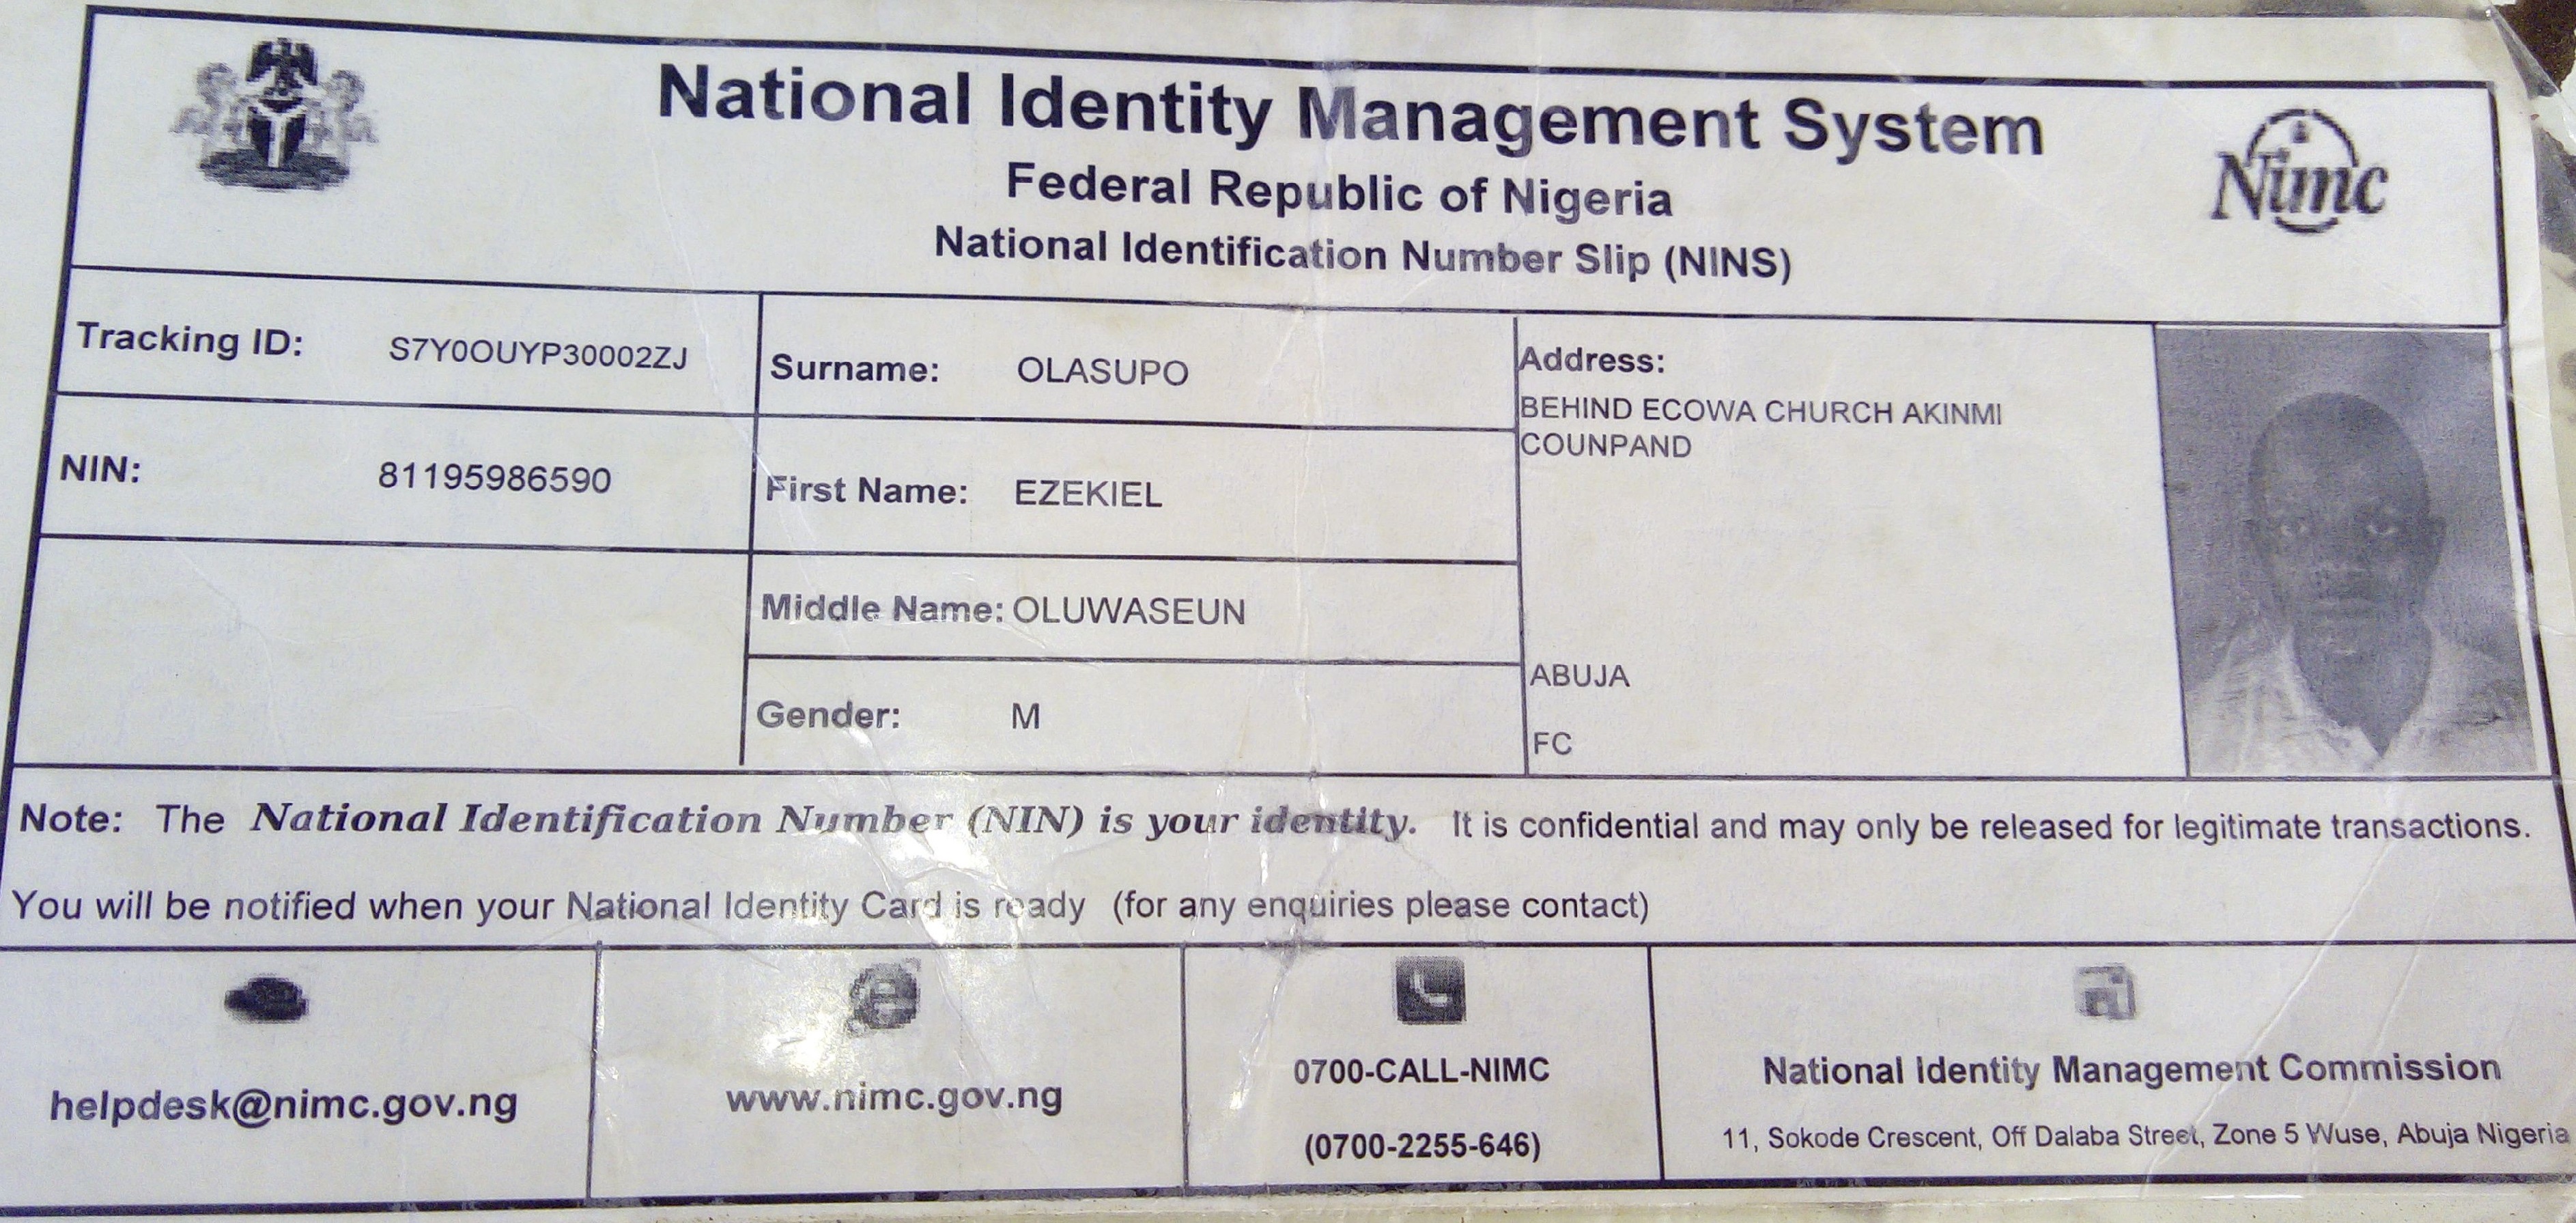 National Identity Management System
Federal Republic of Nigeria
National Identification Number Slip (NINS)
Nimc
Tracking ID: S7Y0OUYP30002ZJ
Surname: OLASUPO
Address:
BEHIND ECOWA CHURCH AKINMI
COUNPAND
NIN: 81195986590
First Name: EZEKIEL
Middle Name: OLUWASEUN
ABUJA
Gender: M
FC
Note: The National Identification Number (NIN) is your identity. It is confidential and may only be released for legitimate transactions.
You will be notified when your National Identity Card is ready (for any enquiries please contact)
helpdesk@nimc.gov.ng
www.nimc.gov.ng
0700-CALL-NIMC
(0700-2255-646)
National Identity Management Commission
11, Sokode Crescent, Off Dalaba Street, Zone 5 Wuse, Abuja Nigeria